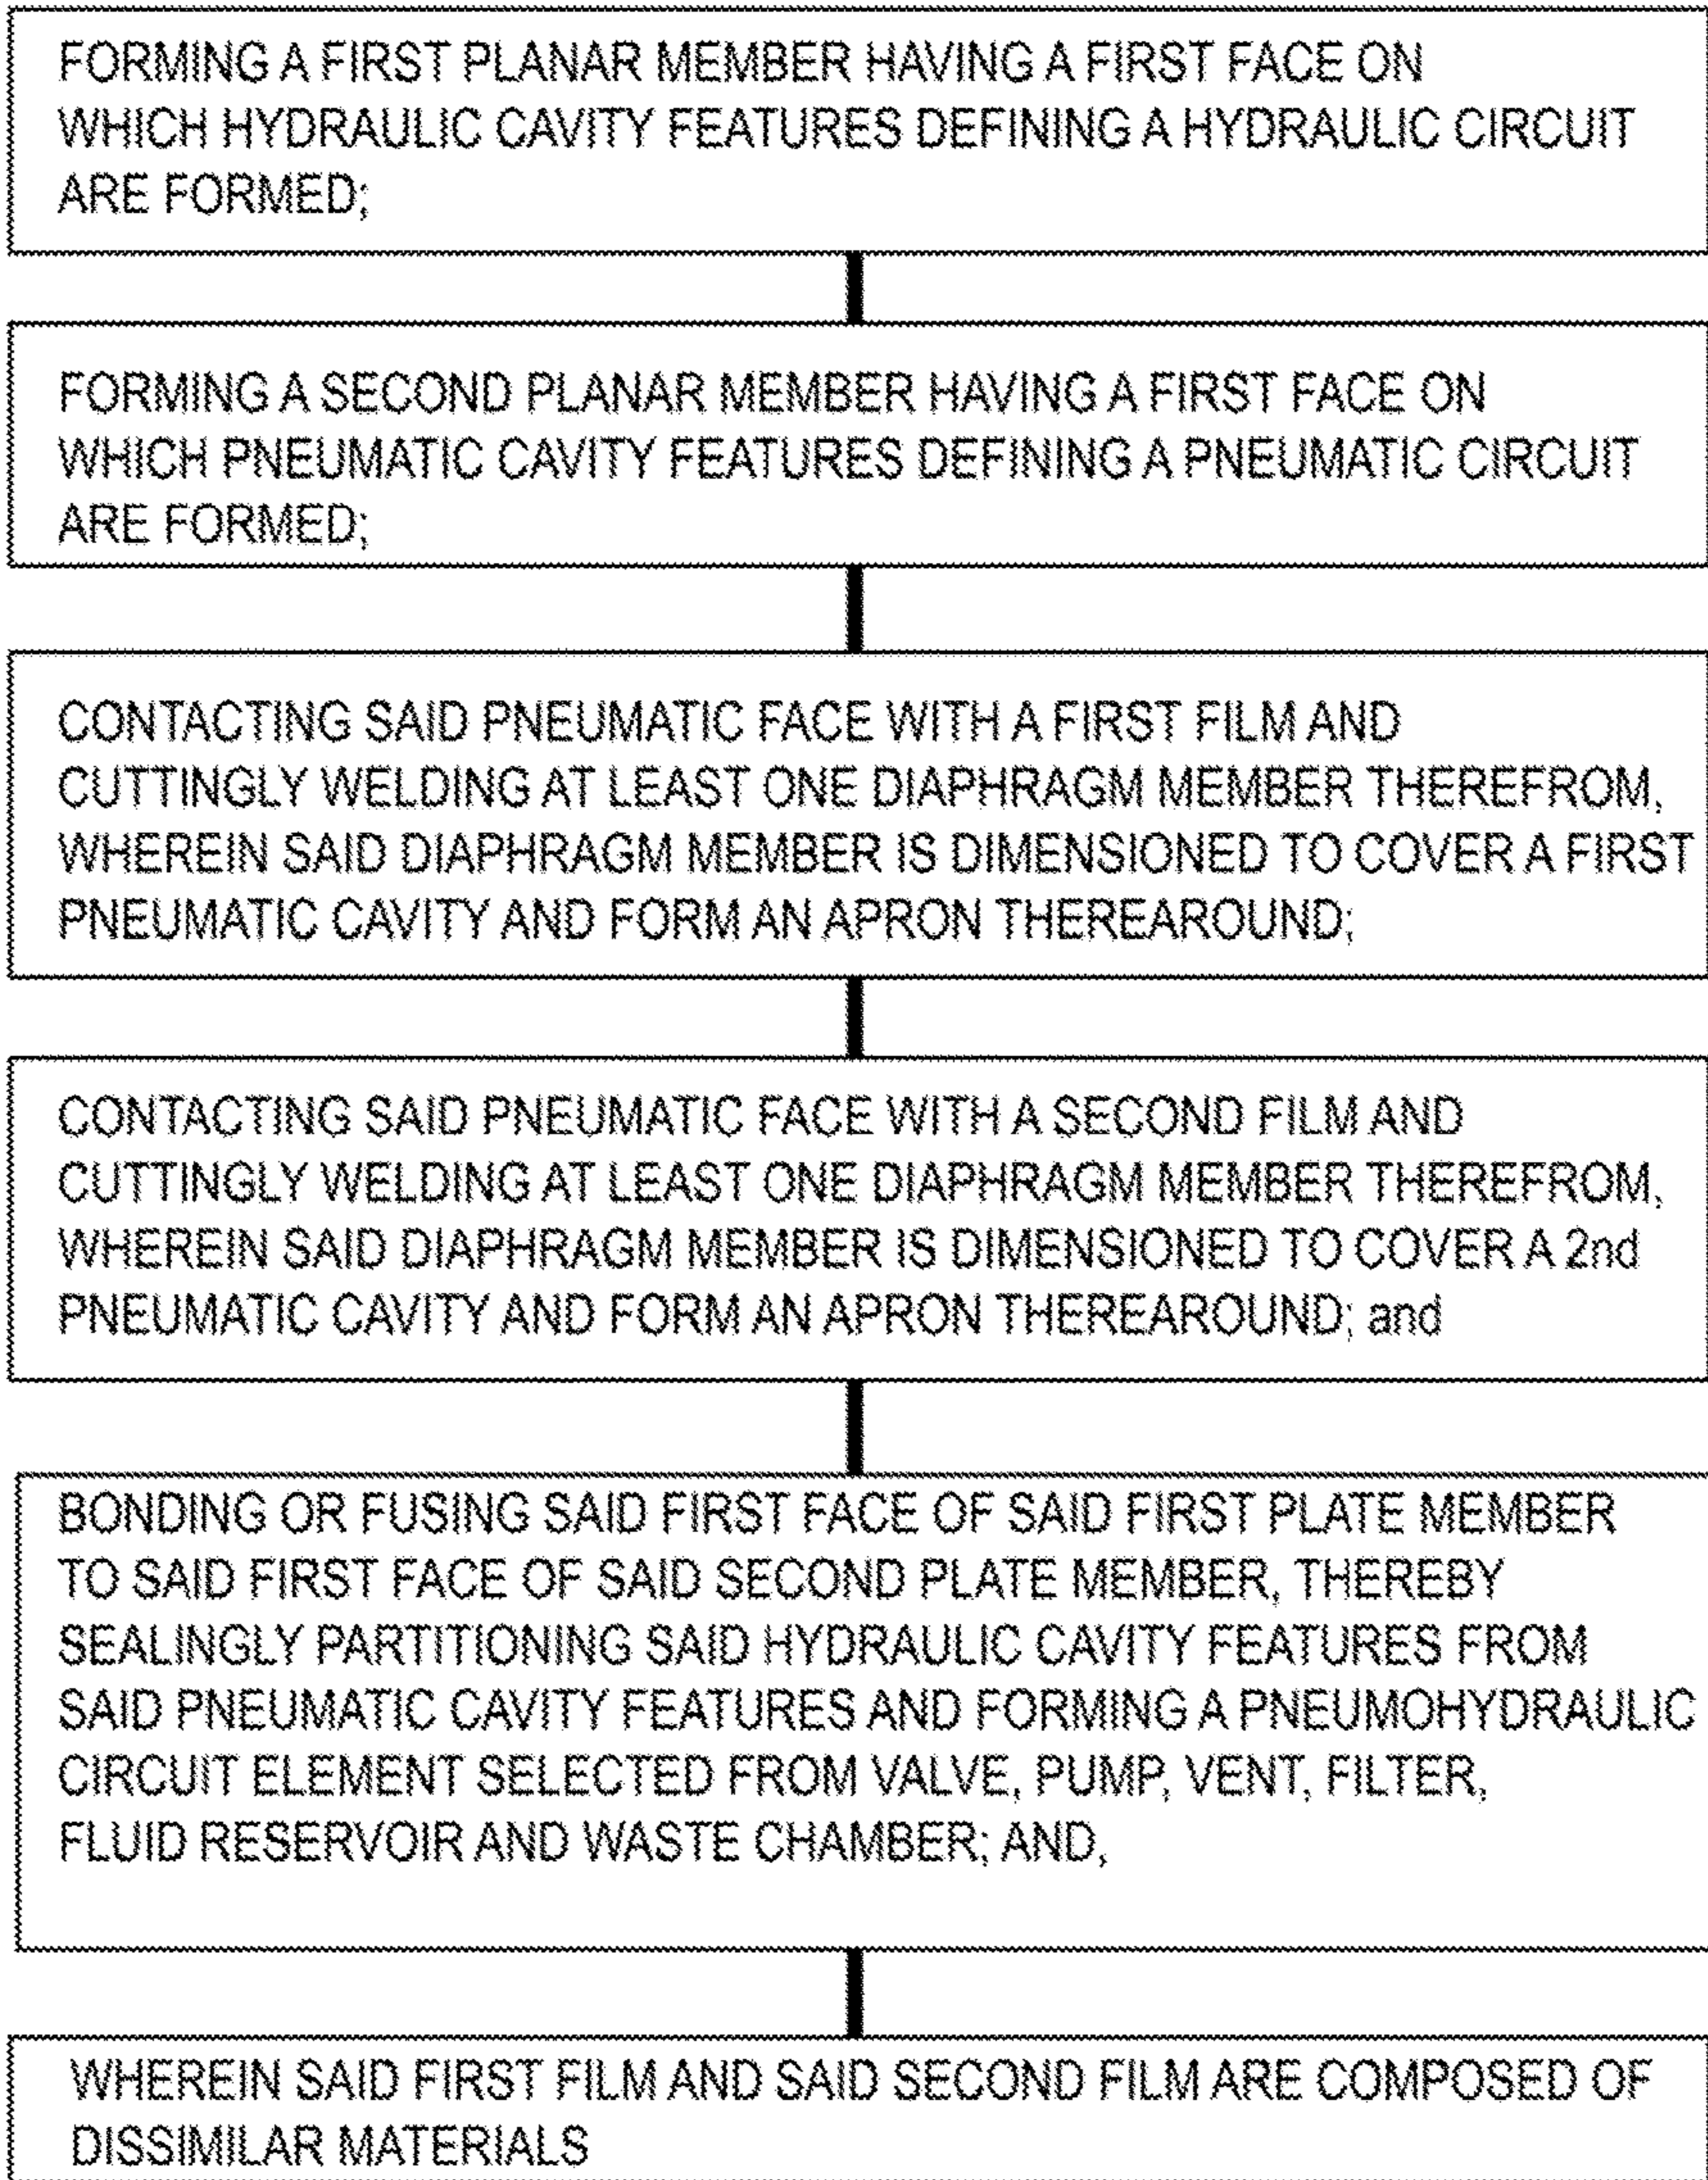 FORMING A FIRST PLANAR MEMBER HAVING A FIRST FACE ON
WHICH HYDRAULIC CAVITY FEATURES DEFINING A HYDRAULIC CIRCUIT
ARE FORMED;
FORMING A SECOND PLANAR MEMBER HAVING A FIRST FACE ON
WHICH PNEUMATIC CAVITY FEATURES DEFINING A PNEUMATIC CIRCUIT
ARE FORMED;
CONTACTING SAID PNEUMATIC FACE WITH A FIRST FILM AND
CUTTINGLY WELDING AT LEAST ONE DIAPHRAGM MEMBER THEREFROM,
WHEREIN SAID DIAPHRAGM MEMBER IS DIMENSIONED TO COVER A FIRST
PNEUMATIC CAVITY AND FORM AN APRON THEREAROUND;
CONTACTING SAID PNEUMATIC FACE WITH A SECOND FILM AND
CUTTINGLY WELDING AT LEAST ONE DIAPHRAGM MEMBER THEREFROM,
WHEREIN SAID DIAPHRAGM MEMBER IS DIMENSIONED TO COVER A 2nd
PNEUMATIC CAVITY AND FORM AN APRON THEREAROUND; and
BONDING OR FUSING SAID FIRST FACE OF SAID FIRST PLATE MEMBER
TO SAID FIRST FACE OF SAID SECOND PLATE MEMBER, THEREBY
SEALINGLY PARTITIONING SAID HYDRAULIC CAVITY FEATURES FROM
SAID PNEUMATIC CAVITY FEATURES AND FORMING A PNEUMOHYDRAULIC
CIRCUIT ELEMENT SELECTED FROM VALVE, PUMP, VENT, FILTER,
FLUID RESERVOIR AND WASTE CHAMBER; AND,
WHEREIN SAID FIRST FILM AND SAID SECOND FILM ARE COMPOSED OF
DISSIMILAR MATERIALS